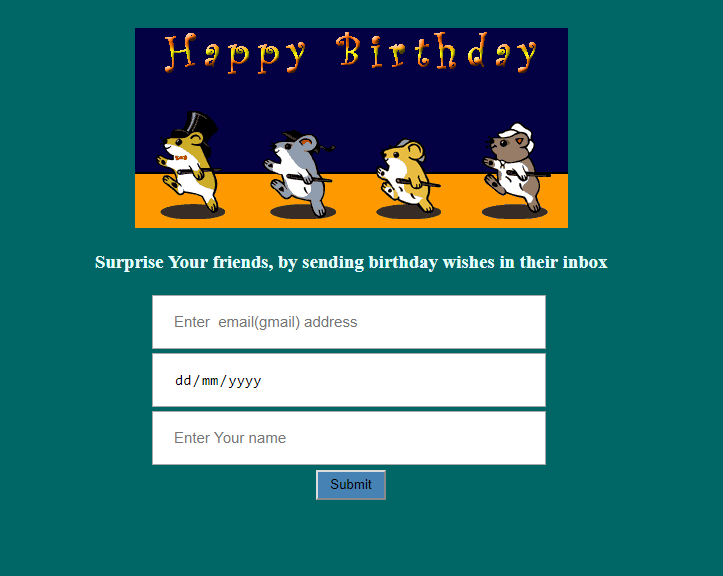 Happy Birthday
Surprise Your friends, by sending birthday wishes in their inbox
Enter  email(gmail) address
dd/mm/yyyy
Enter Your name
Submit